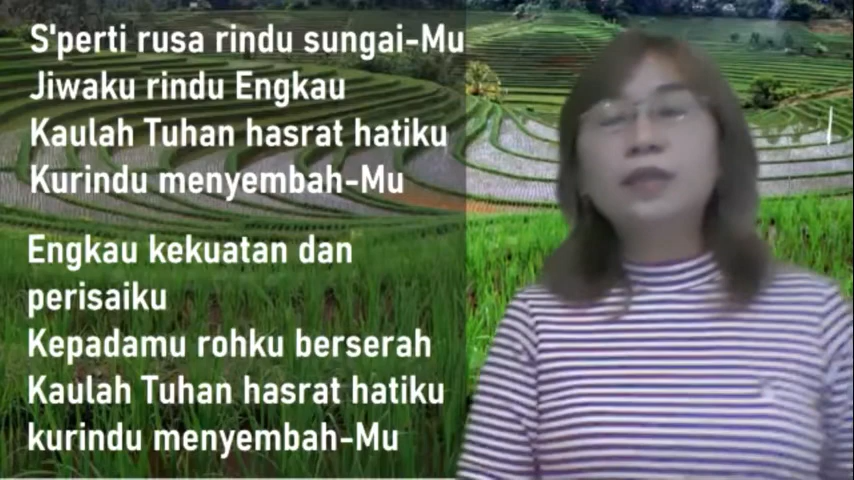 S'perti rusa rindu sungai-Mu
Jiwaku rindu Engkau
Kaulah Tuhan hasrat hatiku
Kurindu menyembah-Mu
Engkau kekuatan dan
perisaiku
Kepadamu rohku berserah
Kaulah Tuhan hasrat hatiku
kurindu menyembah-Mu